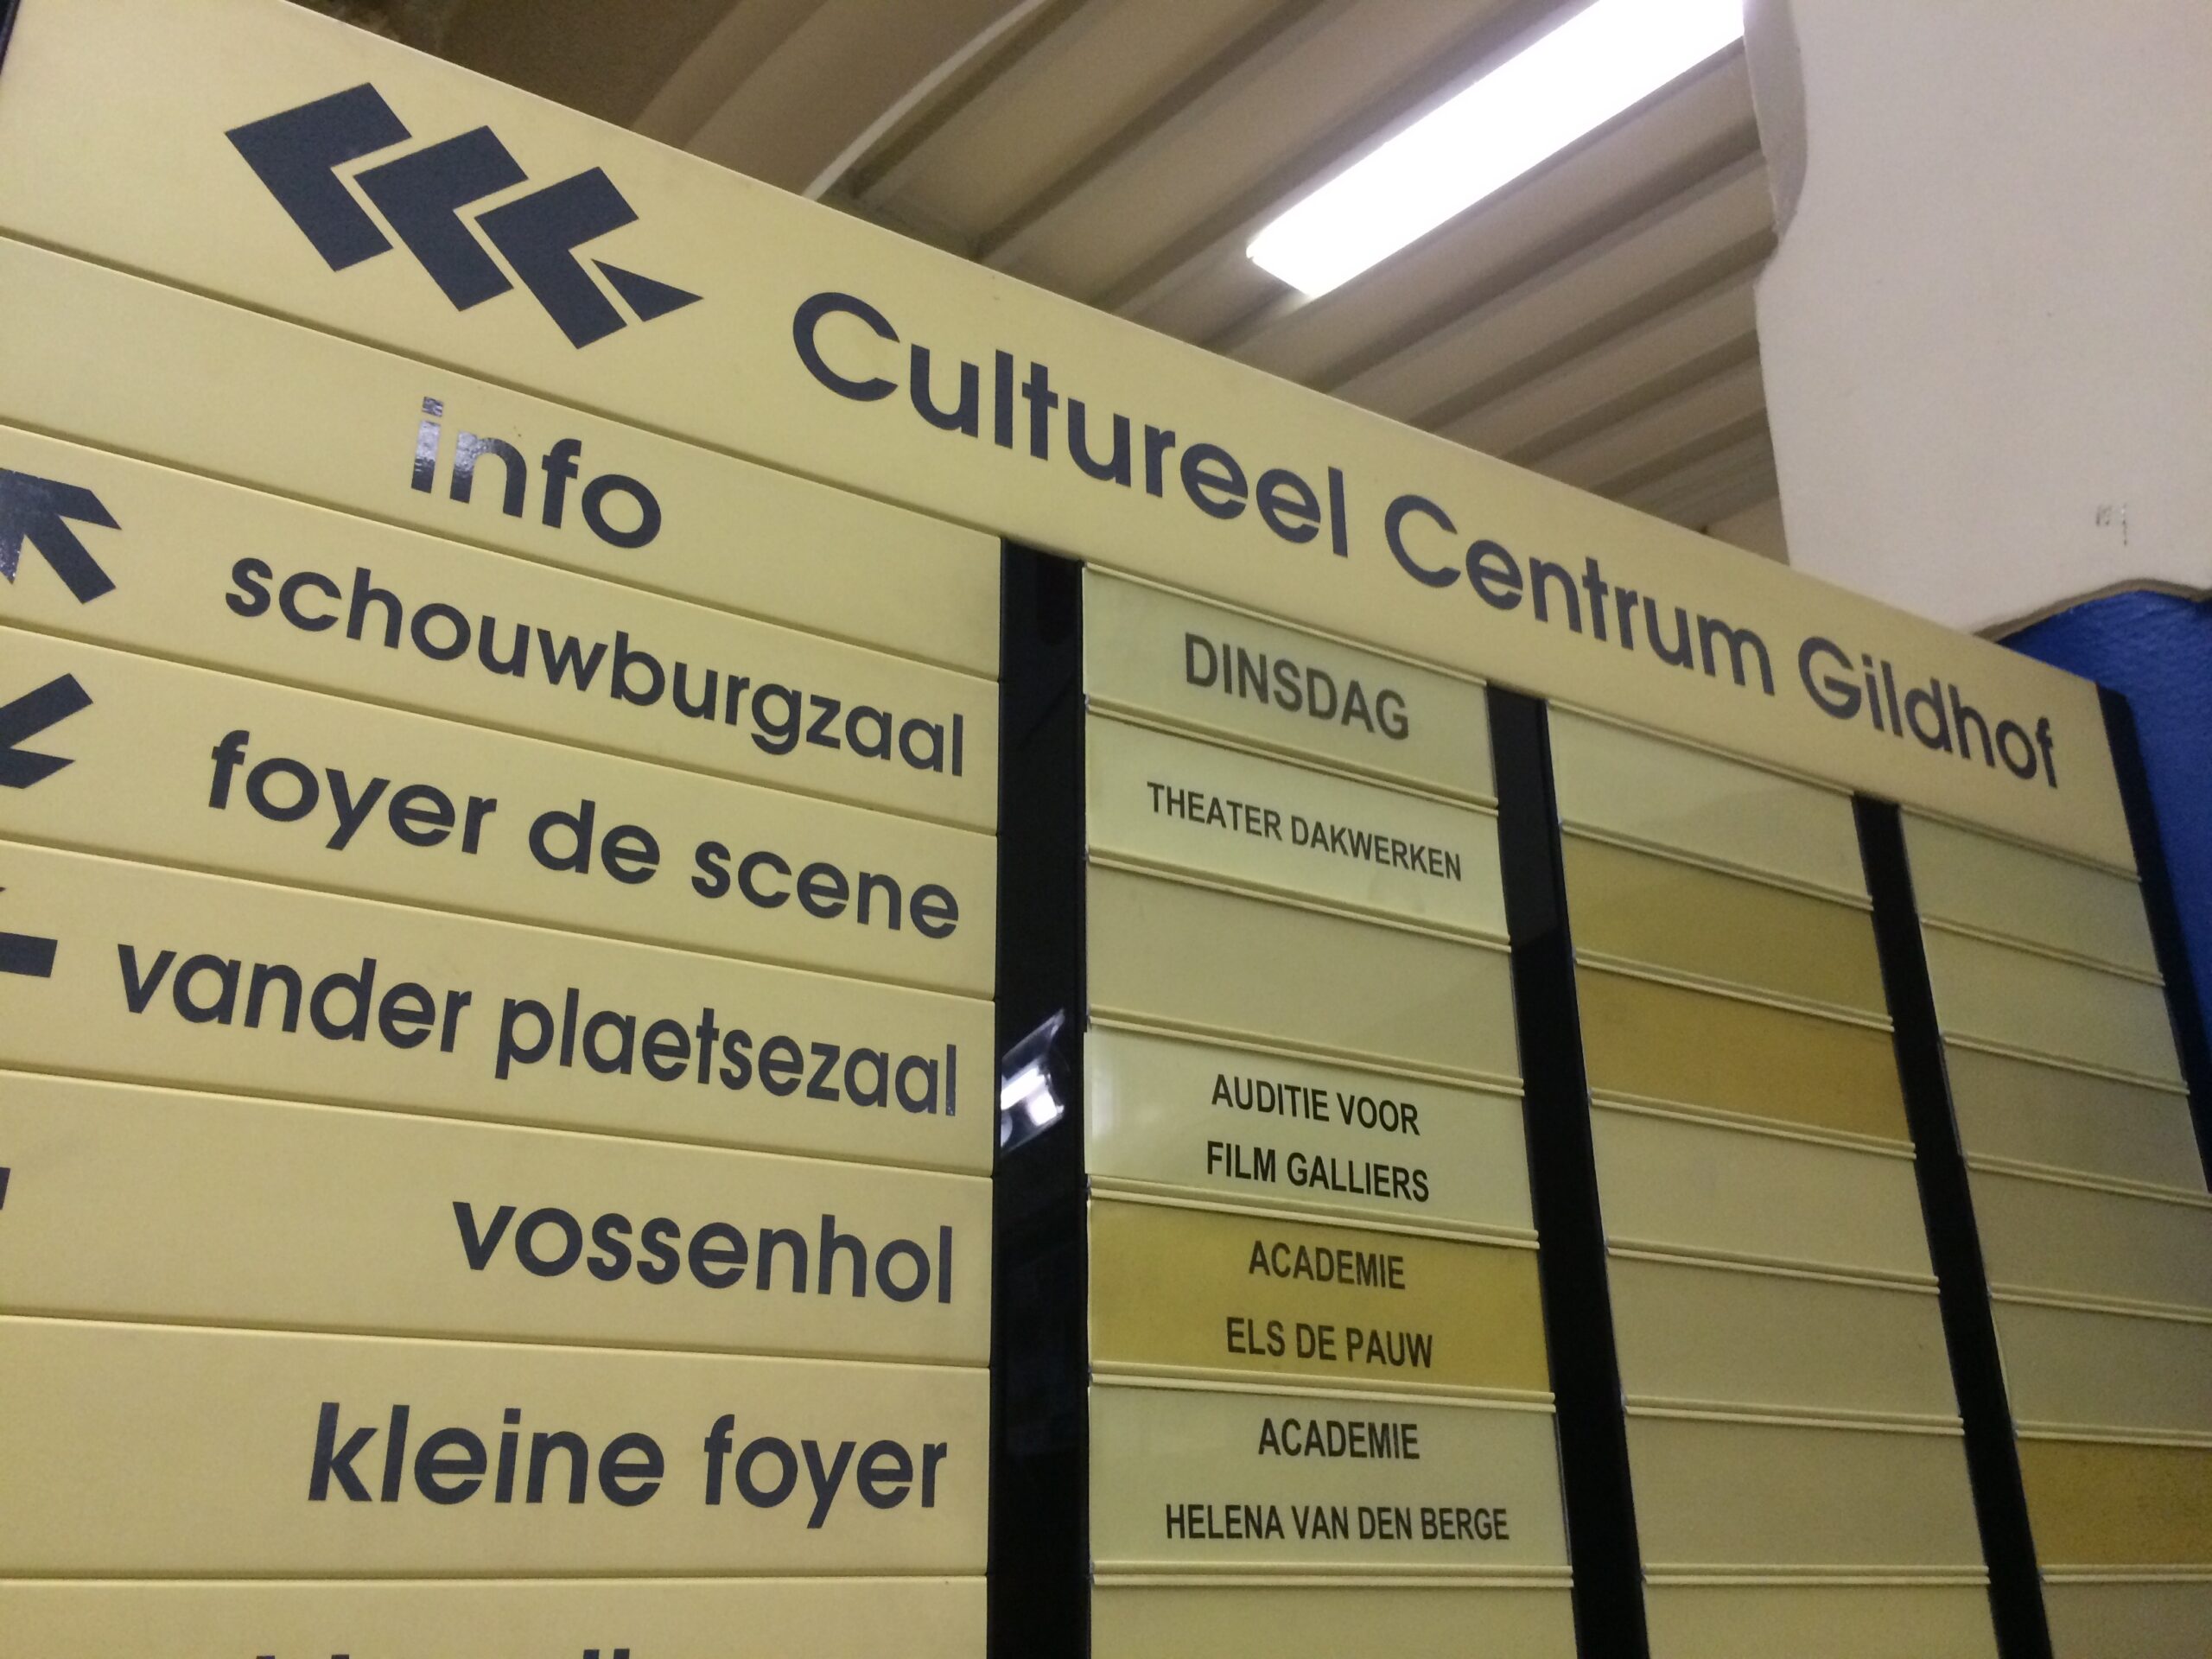 Cultureel Centrum Gildhof
info
DINSDAG
schouwburgzaal
THEATER DAKWERKEN
foyer de scene
vander plaetsezaal
AUDITIE VOOR
FILM GALLIERS
vossenhol
ACADEMIE
ELS DE PAUW
kleine foyer
ACADEMIE
HELENA VAN DEN BERGE